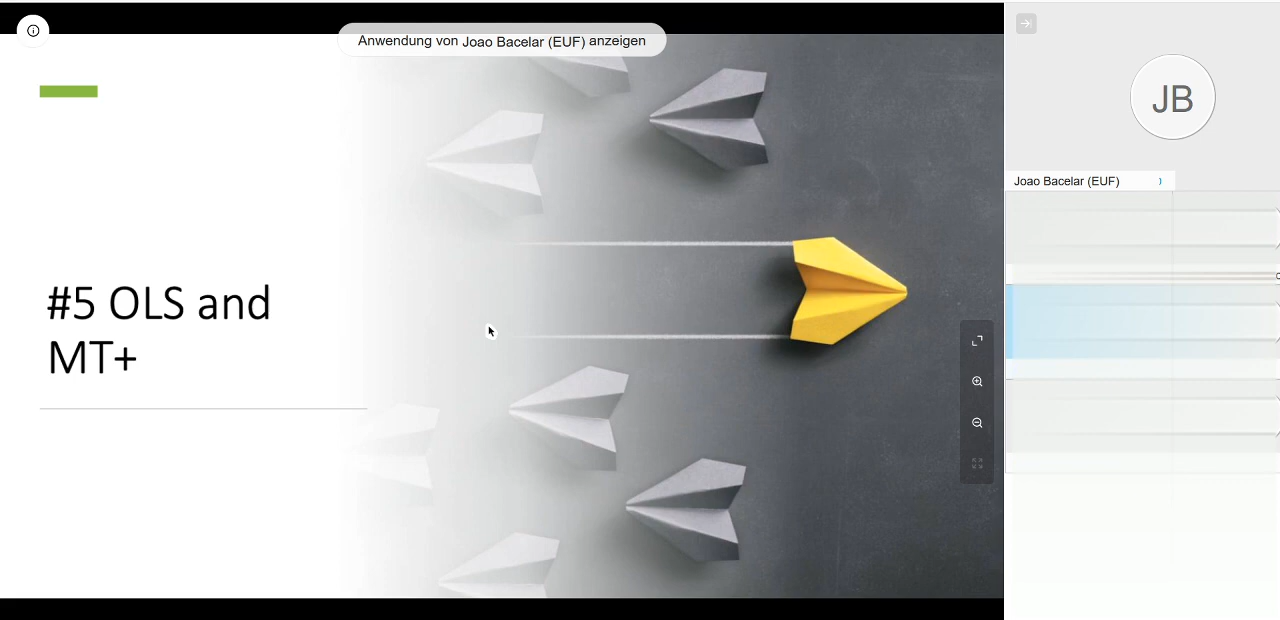 Anwendung von Joao Bacelar (EUF) anzeigen
#5 OLS and
MT+
JB
Joao Bacelar (EUF)